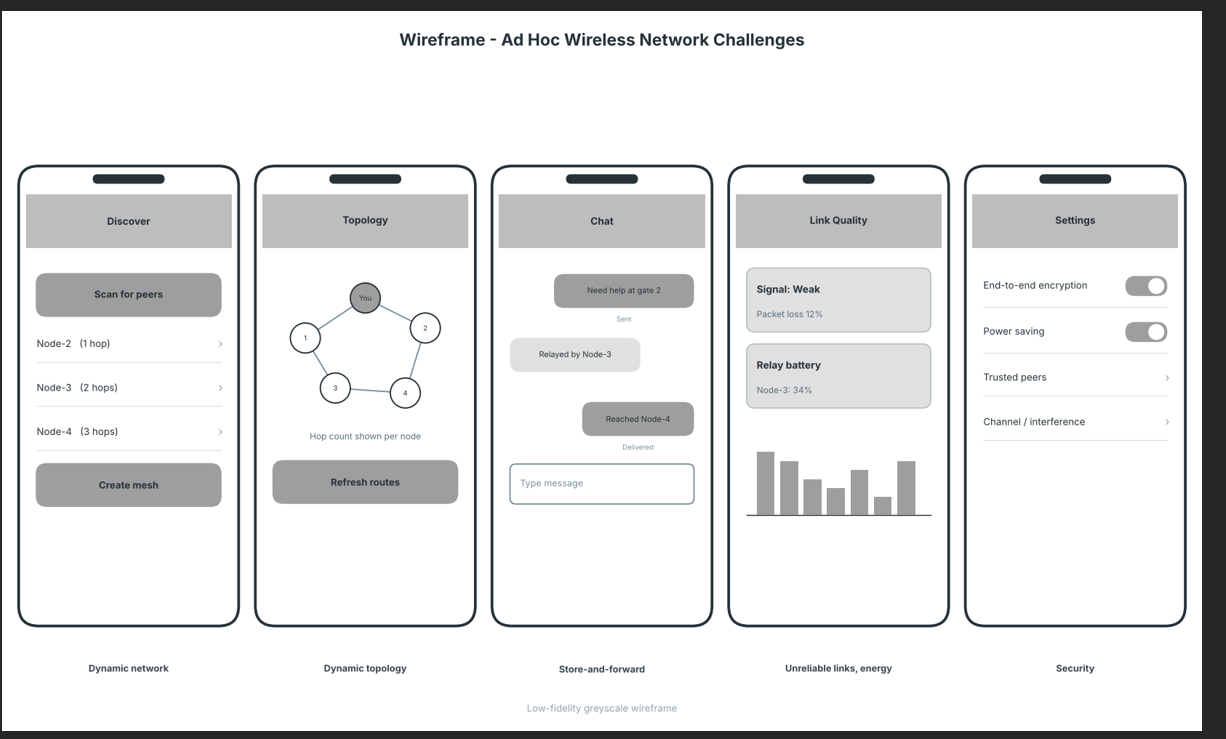 Wireframe - Ad Hoc Wireless Network Challenges
Discover
Scan for peers
Node-2 (1 hop) ›
Node-3 (2 hops) ›
Node-4 (3 hops) ›
Create mesh
Dynamic network
Topology
You
1
2
3
4
Hop count shown per node
Refresh routes
Dynamic topology
Chat
Need help at gate 2
Sent
Relayed by Node-3
Reached Node-4
Delivered
Type message
Store-and-forward
Link Quality
Signal: Weak
Packet loss 12%
Relay battery
Node-3: 34%
Unreliable links, energy
Settings
End-to-end encryption
Power saving
Trusted peers ›
Channel / interference ›
Security
Low-fidelity greyscale wireframe